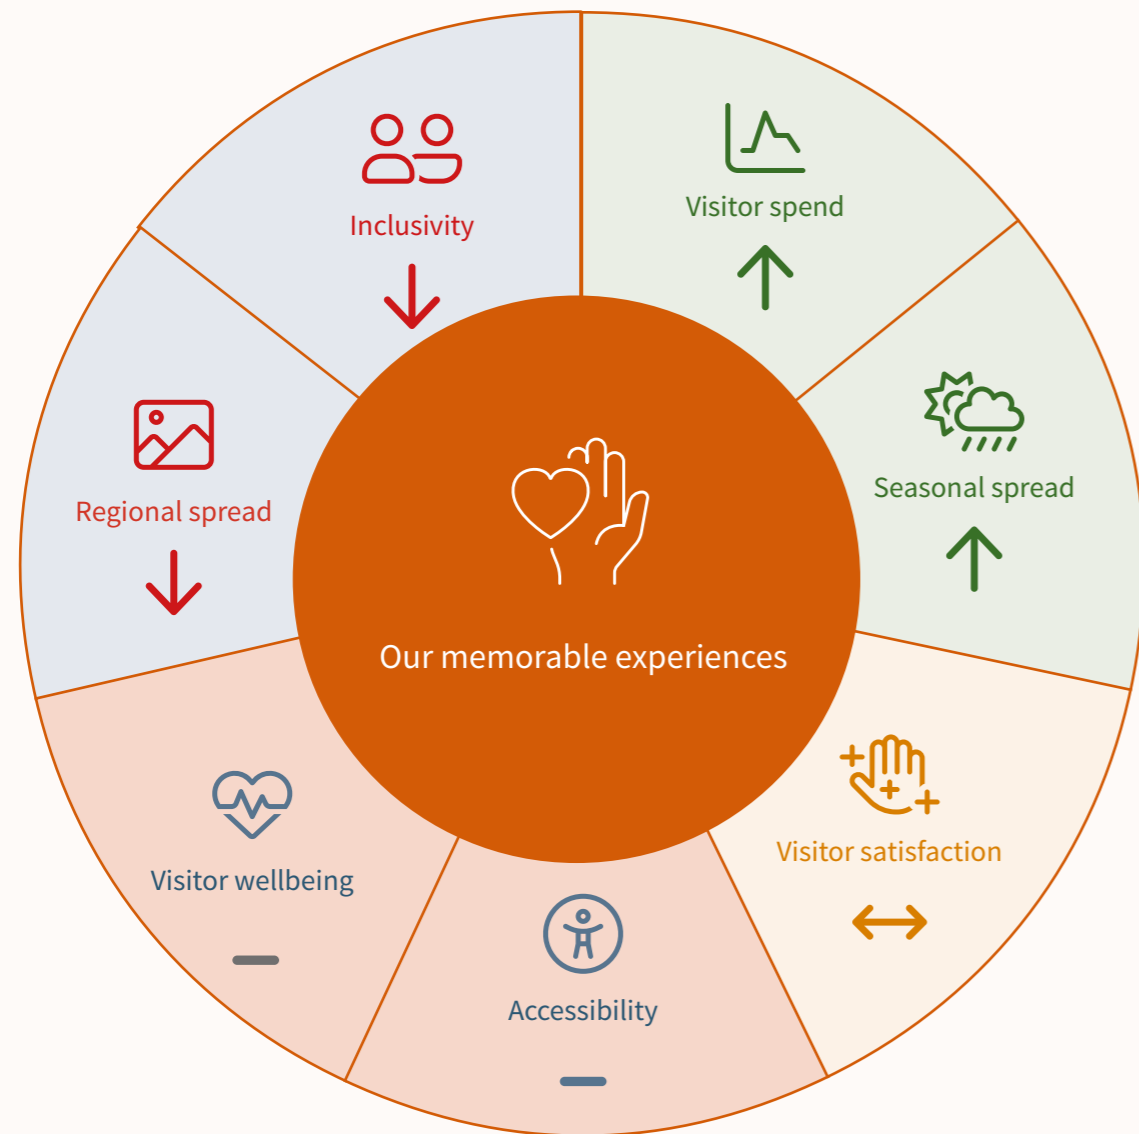 Inclusivity
Visitor spend
Regional spread
Seasonal spread
Our memorable experiences
Visitor wellbeing
Visitor satisfaction
Accessibility